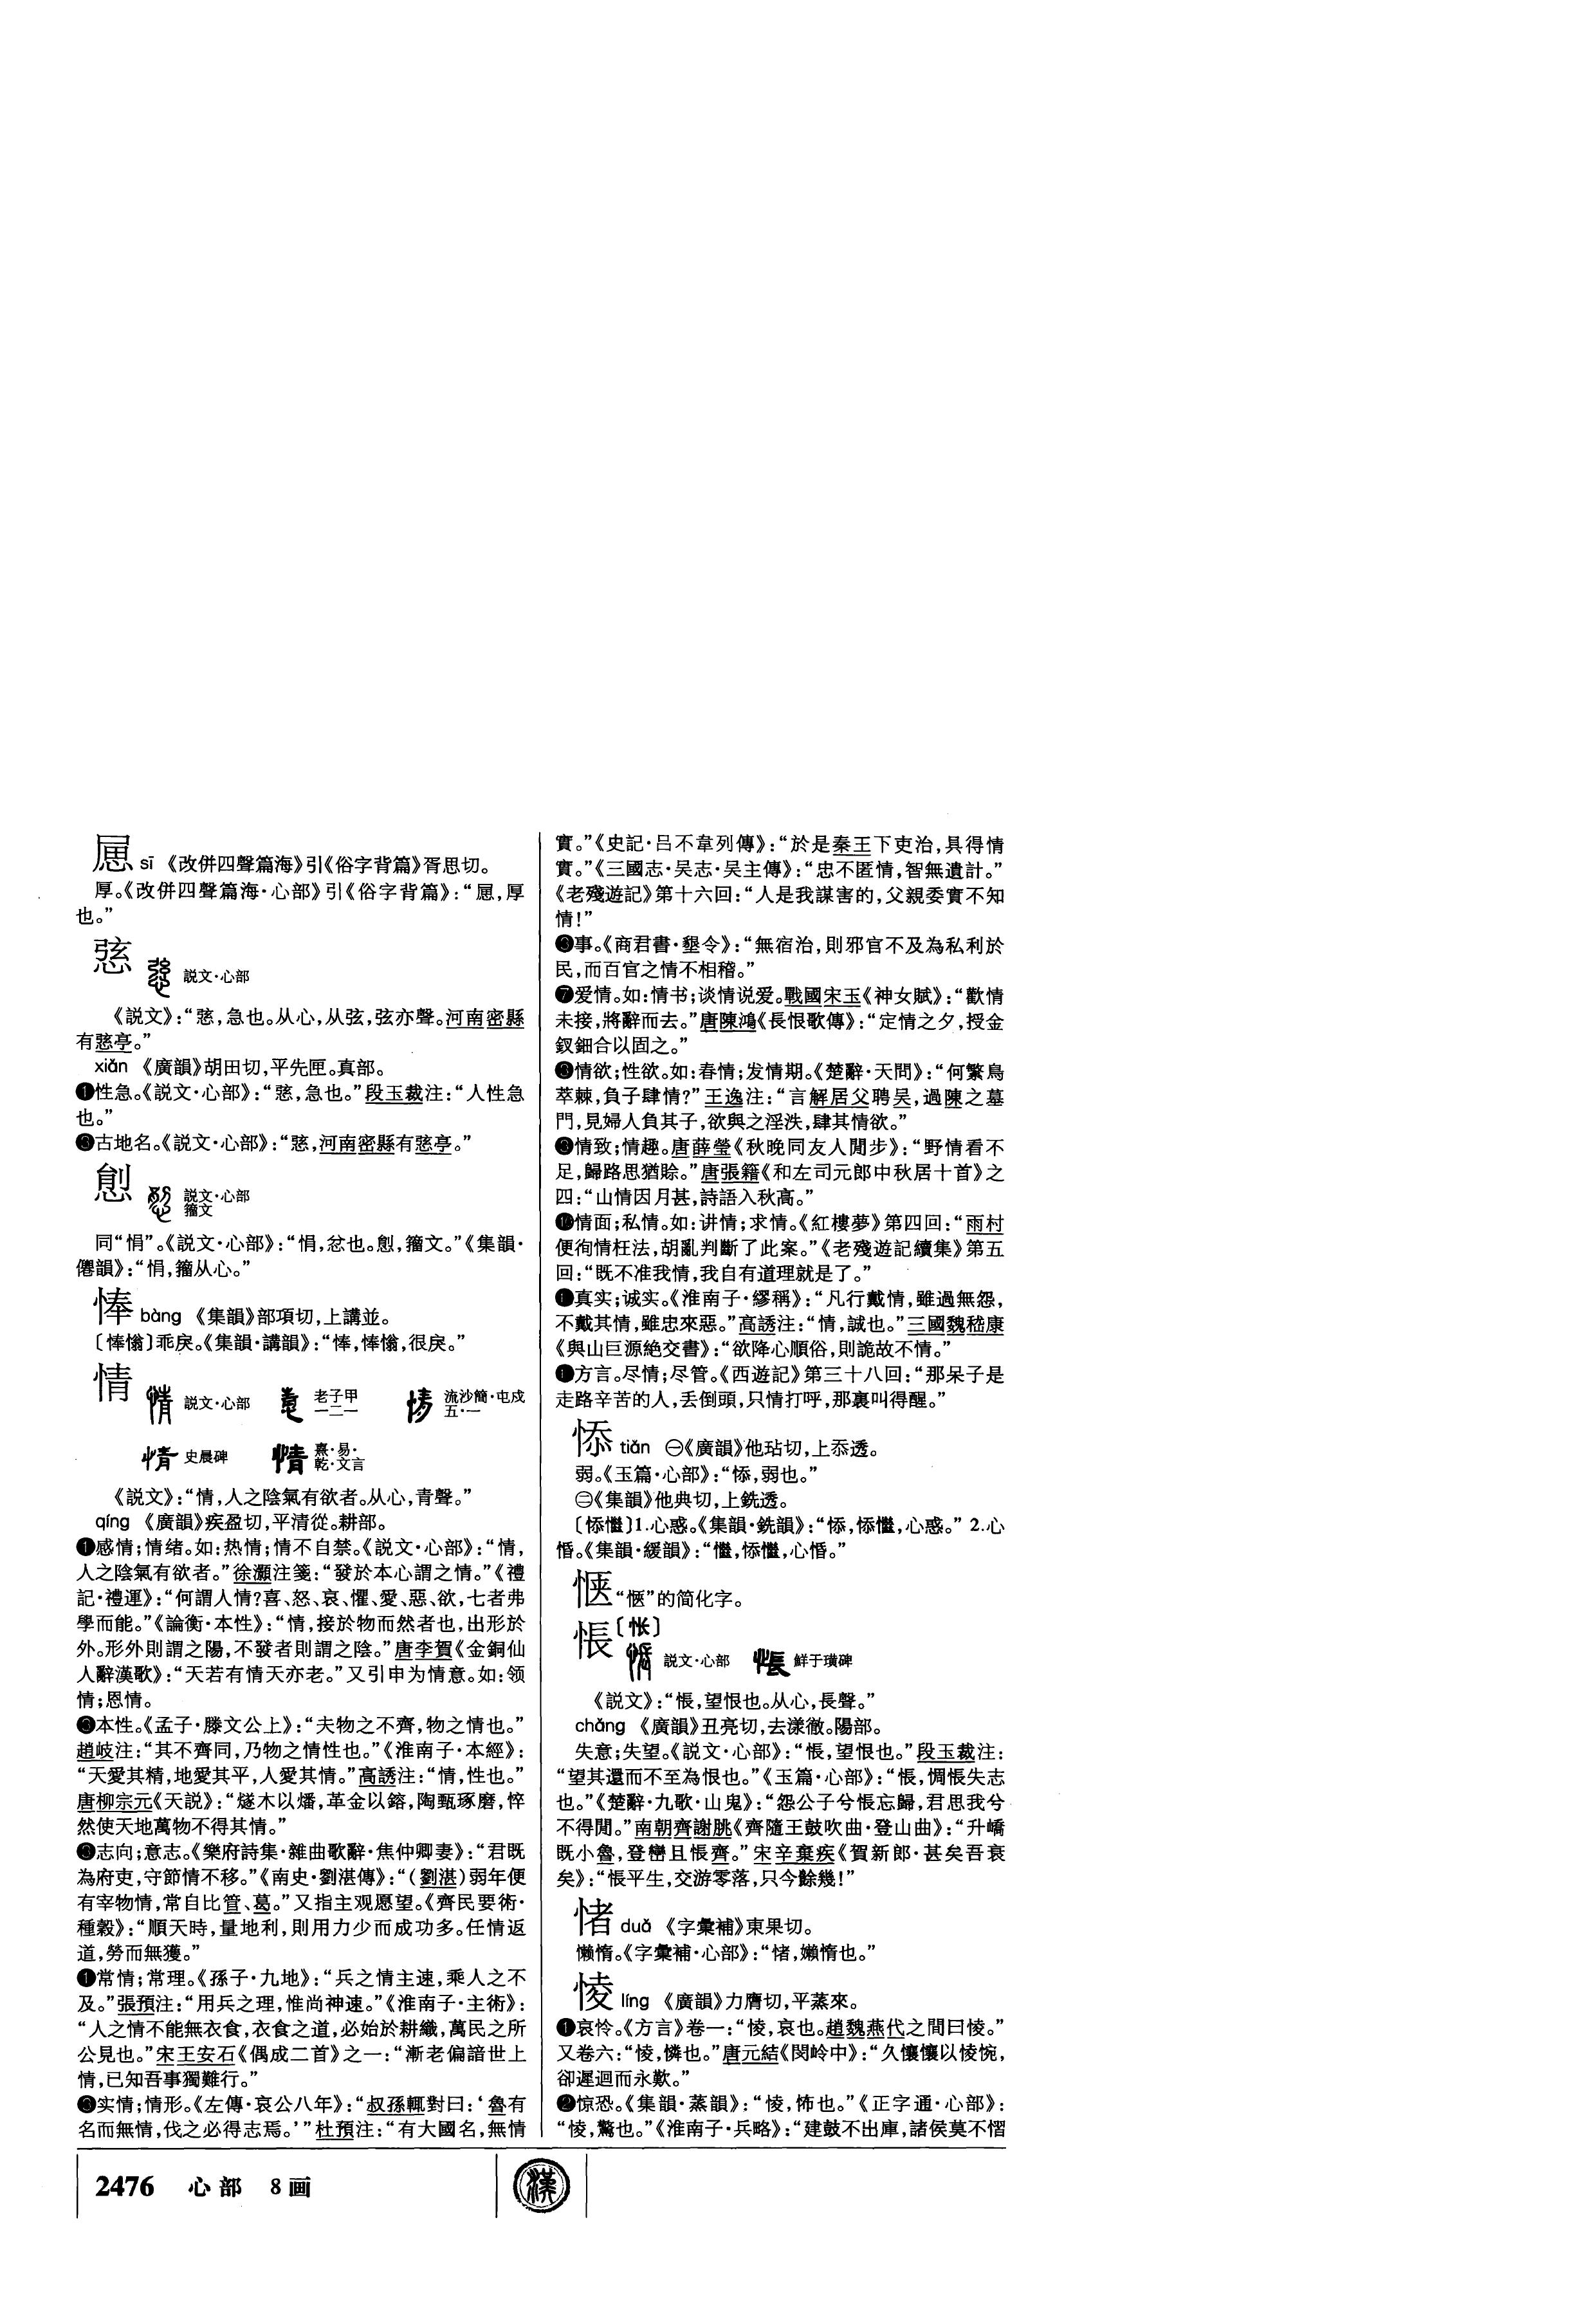 sī 《改併四聲篇海》引《俗字背篇》胥思切。
厚。《改併四聲篇海·心部》引《俗字背篇》：“，厚
也。”
慈 説文·心部
《説文》：“，急也。从心，从弦，弦亦聲。河南密縣
有亭。”
xián 《廣韻》胡田切，平先匣。真部。
❶性急。《説文·心部》：“，急也。”段玉裁注：“人性急
也。”
古地名。《説文·心部》：“，河南密縣有亭。”
説文·心部
籀文
同“悁”。《説文·心部》：“悁，忿也。，籀文。”《集韻·
僊韻》：“悁，籀从心。”
bàng 《集韻》部項切，上講並。
〔〕乖戾。《集韻·講韻》：“，，很戾。”
情 説文·心部 老子甲一二一 流沙簡·屯戍五·一
史晨碑 熹·易·乾·文言
《説文》：“情，人之陰氣有欲者。从心，青聲。”
qíng 《廣韻》疾盈切，平清從。耕部。
❶感情；情绪。如：热情；情不自禁。《説文·心部》：“情，
人之陰氣有欲者。”徐灝注箋：“發於本心謂之情。”《禮
記·禮運》：“何謂人情？喜、怒、哀、懼、愛、惡、欲，七者弗
學而能。”《論衡·本性》：“情，接於物而然者也，出形於
外。形外則謂之陽，不發者則謂之陰。”唐李賀《金銅仙
人辭漢歌》：“天若有情天亦老。”又引申为情意。如：领
情；恩情。
本性。《孟子·滕文公上》：“夫物之不齊，物之情也。”
趙岐注：“其不齊同，乃物之情性也。”《淮南子·本經》：
“天愛其精，地愛其平，人愛其情。”高誘注：“情，性也。”
唐柳宗元《天説》：“燧木以燔，革金以鎔，陶甄琢磨，悴
然使天地萬物不得其情。”
志向；意志。《樂府詩集·雜曲歌辭·焦仲卿妻》：“君既
為府吏，守節情不移。”《南史·劉湛傳》：“（劉湛）弱年便
有宰物情，常自比管、葛。”又指主观愿望。《齊民要術·
種穀》：“順天時，量地利，則用力少而成功多。任情返
道，勞而無獲。”
常情；常理。《孫子·九地》：“兵之情主速，乘人之不
及。”張預注：“用兵之理，惟尚神速。”《淮南子·主術》：
“人之情不能無衣食，衣食之道，必始於耕織，萬民之所
公見也。”宋王安石《偶成二首》之一：“漸老偏諳世上
情，已知吾事獨難行。”
实情；情形。《左傳·哀公八年》：“叔孫輒對曰：‘魯有
名而無情，伐之必得志焉。’”杜預注：“有大國名，無情
實。”《史記·吕不韋列傳》：“於是秦王下吏治，具得情
實。”《三國志·吴志·吴主傳》：“忠不匿情，智無遺計。”
《老殘遊記》第十六回：“人是我謀害的，父親委實不知
情！”
事。《商君書·墾令》：“無宿治，則邪官不及為私利於
民，而百官之情不相稽。”
❼爱情。如：情书；谈情说爱。戰國宋玉《神女賦》：“歡情
未接，將辭而去。”唐陳鴻《長恨歌傳》：“定情之夕，授金
釵鈿合以固之。”
情欲；性欲。如：春情；发情期。《楚辭·天問》：“何繁鳥
萃棘，負子肆情？”王逸注：“言解居父聘吴，過陳之墓
門，見婦人負其子，欲與之淫泆，肆其情欲。”
情致；情趣。唐薛瑩《秋晚同友人閒步》：“野情看不
足，歸路思猶賒。”唐張籍《和左司元郎中秋居十首》之
四：“山情因月甚，詩語入秋高。”
情面；私情。如：讲情；求情。《紅樓夢》第四回：“雨村
便徇情枉法，胡亂判斷了此案。”《老殘遊記續集》第五
回：“既不准我情，我自有道理就是了。”
真实；诚实。《淮南子·繆稱》：“凡行戴情，雖過無怨，
不戴其情，雖忠來惡。”高誘注：“情，誠也。”三國魏嵇康
《與山巨源絶交書》：“欲降心順俗，則詭故不情。”
方言。尽情；尽管。《西遊記》第三十八回：“那呆子是
走路辛苦的人，丢倒頭，只情打呼，那裏叫得醒。”
悿 tiǎn ㊀《廣韻》他玷切，上忝透。
弱。《玉篇·心部》：“，弱也。”
㊁《集韻》他典切，上銑透。
〔〕1.心惑。《集韻·銑韻》：“，，心惑。” 2.心
惛。《集韻·緩韻》：“，，心惛。”
惬 “愜”的简化字。
悵〔怅〕
説文·心部 鮮于璜碑
《説文》：“悵，望恨也。从心，長聲。”
chàng 《廣韻》丑亮切，去漾徹。陽部。
失意；失望。《説文·心部》：“悵，望恨也。”段玉裁注：
“望其還而不至為恨也。”《玉篇·心部》：“悵，惆悵失志
也。”《楚辭·九歌·山鬼》：“怨公子兮悵忘歸，君思我兮
不得閒。”南朝齊謝朓《齊隨王鼓吹曲·登山曲》：“升嶠
既小魯，登巒且悵齊。”宋辛棄疾《賀新郎·甚矣吾衰
矣》：“悵平生，交游零落，只今餘幾！”
duǒ 《字彙補》東果切。
懒惰。《字彙補·心部》：“，嬾惰也。”
㥄 líng 《廣韻》力膺切，平蒸來。
❶哀怜。《方言》卷一：“㥄，哀也。趙魏燕代之間曰㥄。”
又卷六：“㥄，憐也。”唐元結《閔岭中》：“久懹懹以㥄惋，
卻遲迴而永歎。”
❷惊恐。《集韻·蒸韻》：“㥄，怖也。”《正字通·心部》：
“㥄，驚也。”《淮南子·兵略》：“建鼓不出庫，諸侯莫不慴
2476 心部 8画
漢